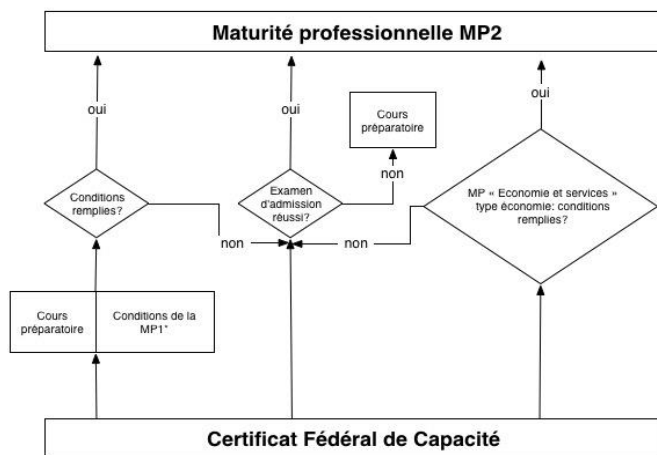 Maturité professionnelle MP2
oui
oui
oui
Cours
préparatoire
non
Conditions
remplies?
Examen
d'admission
réussi?
MP « Economie et services »
type économie: conditions
remplies?
non
non
Cours
préparatoire
Conditions de la
MP1*
Certificat Fédéral de Capacité